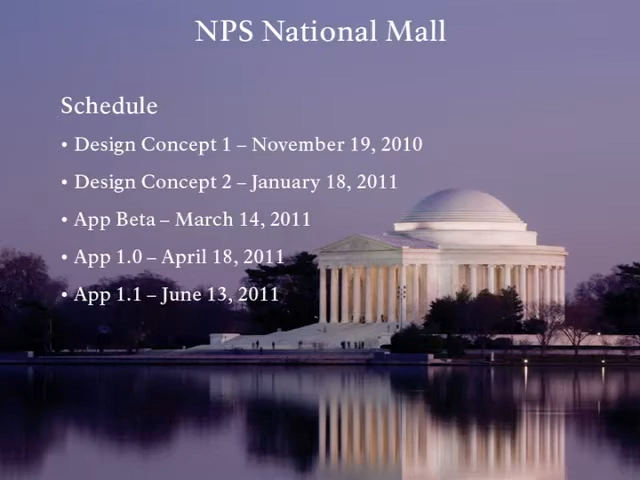 NPS National Mall
Schedule
• Design Concept 1 – November 19, 2010
• Design Concept 2 – January 18, 2011
• App Beta – March 14, 2011
• App 1.0 – April 18, 2011
• App 1.1 – June 13, 2011